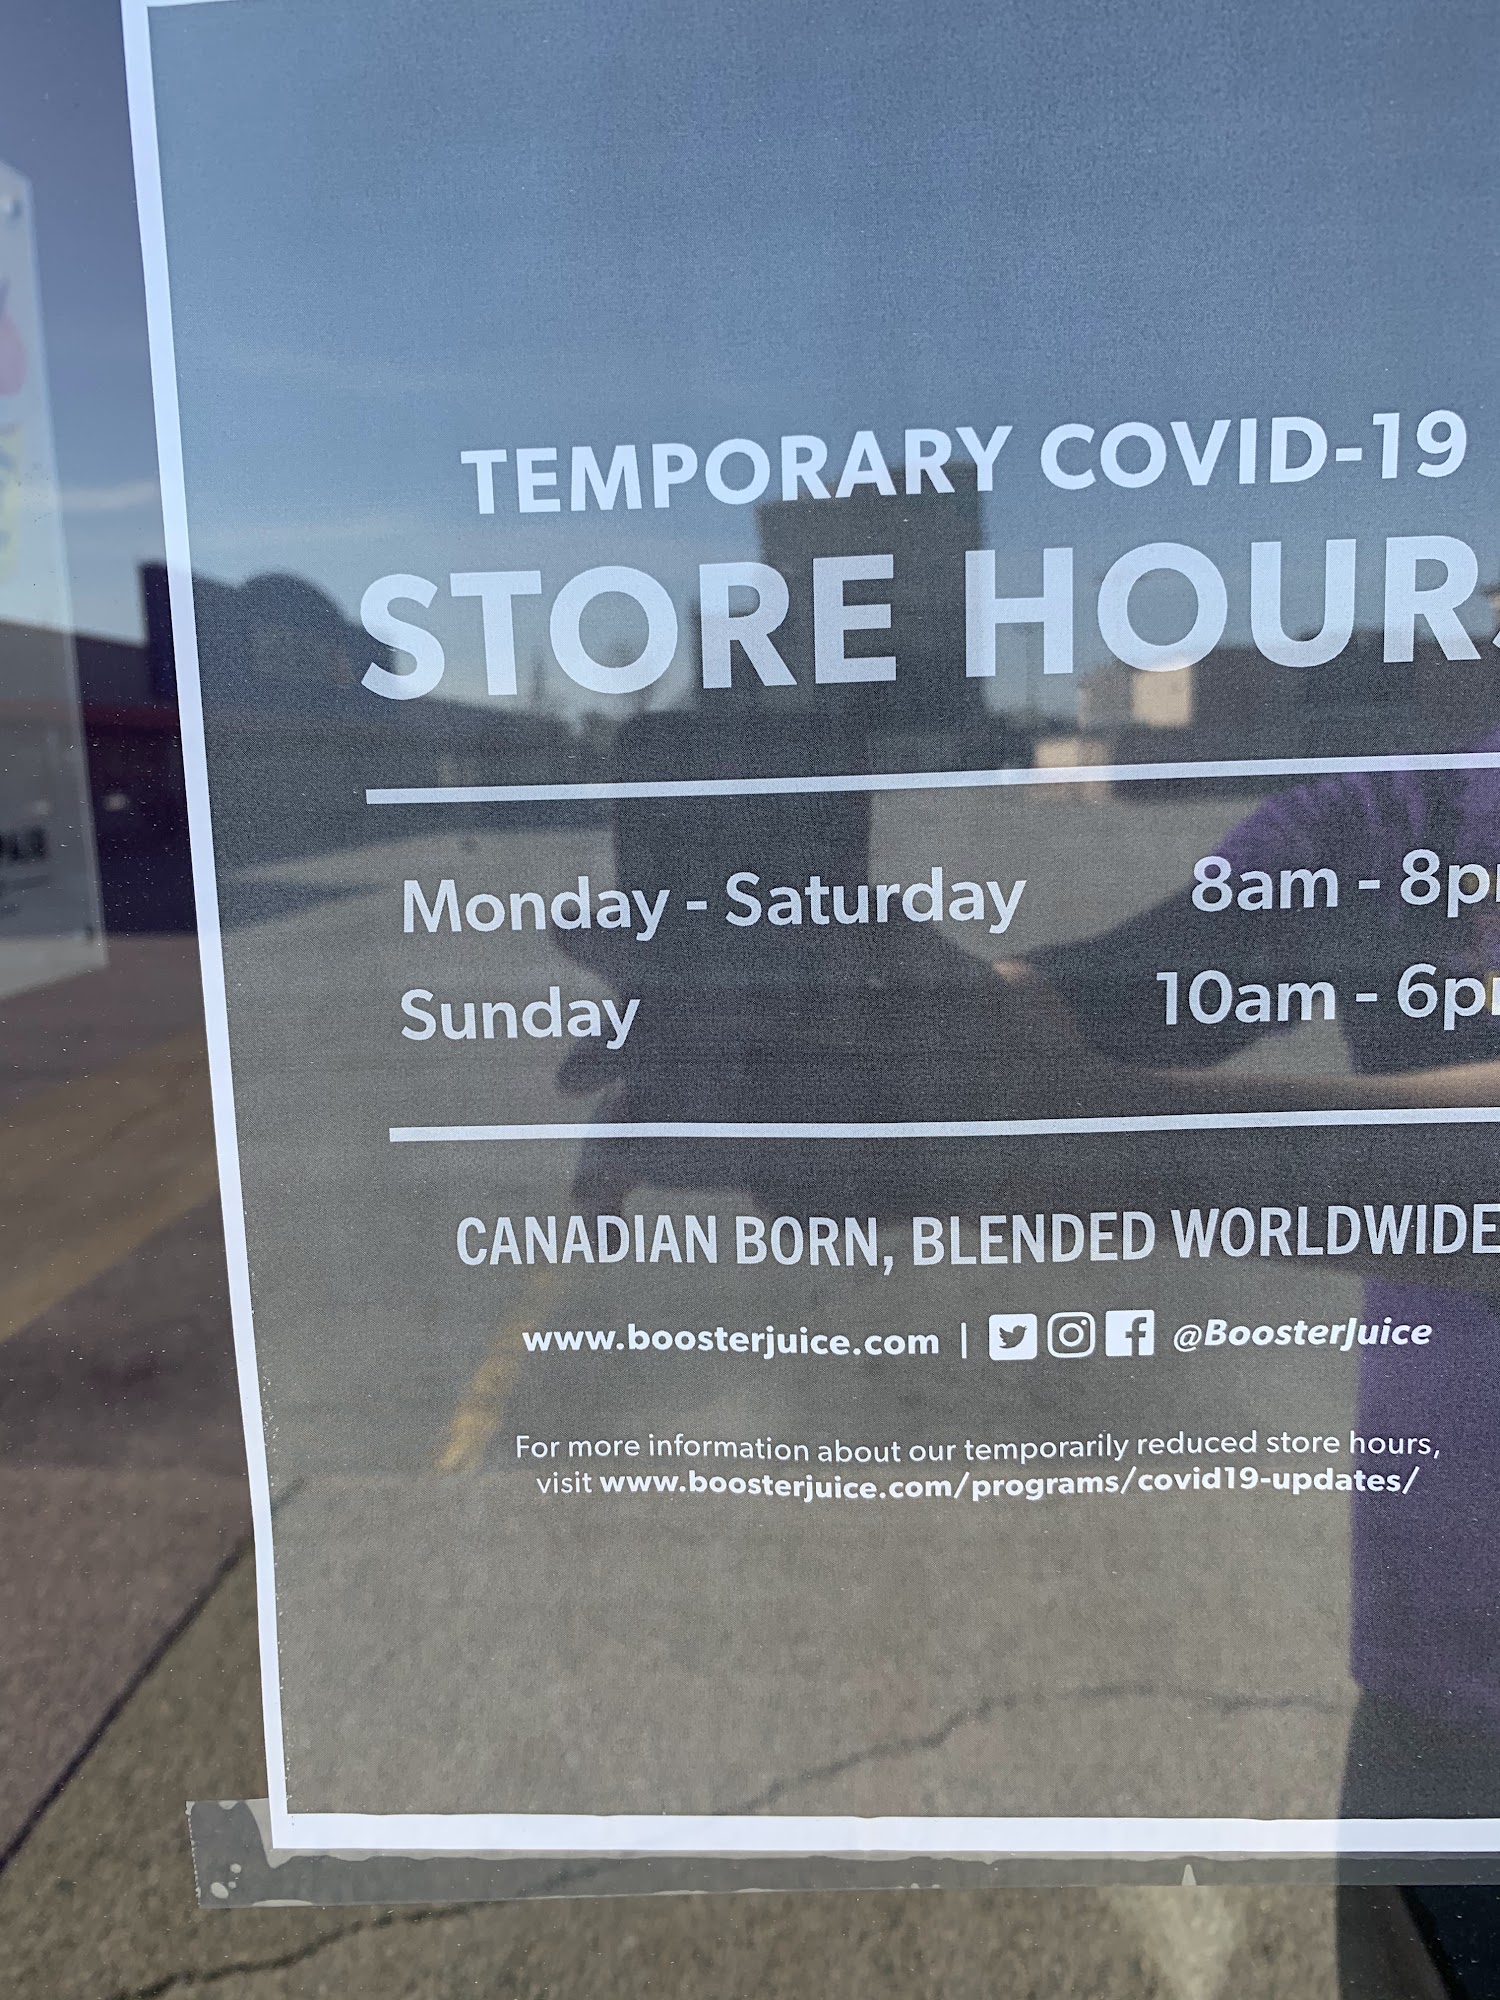 TEMPORARY COVID-19
STORE HOURS
Monday - Saturday 8am - 8p
Sunday 10am - 6p
CANADIAN BORN, BLENDED WORLDWIDE
www.boosterjuice.com | @BoosterJuice
For more information about our temporarily reduced store hours,
visit www.boosterjuice.com/programs/covid19-updates/